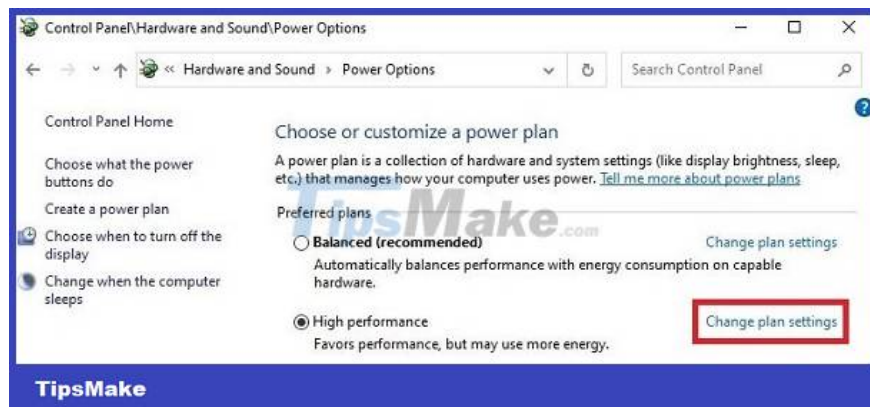 Control Panel\Hardware and Sound\Power Options
« Hardware and Sound › Power Options
Search Control Panel
Control Panel Home
Choose what the power
buttons do
Create a power plan
Choose when to turn off the
display
Change when the computer
sleeps
Choose or customize a power plan
A power plan is a collection of hardware and system settings (like display brightness, sleep,
etc.) that manages how your computer uses power. Tell me more about power plans
TipsMake.com
Preferred plans
Balanced (recommended)
Change plan settings
Automatically balances performance with energy consumption on capable
hardware.
High performance
Change plan settings
Favors performance, but may use more energy.
TipsMake